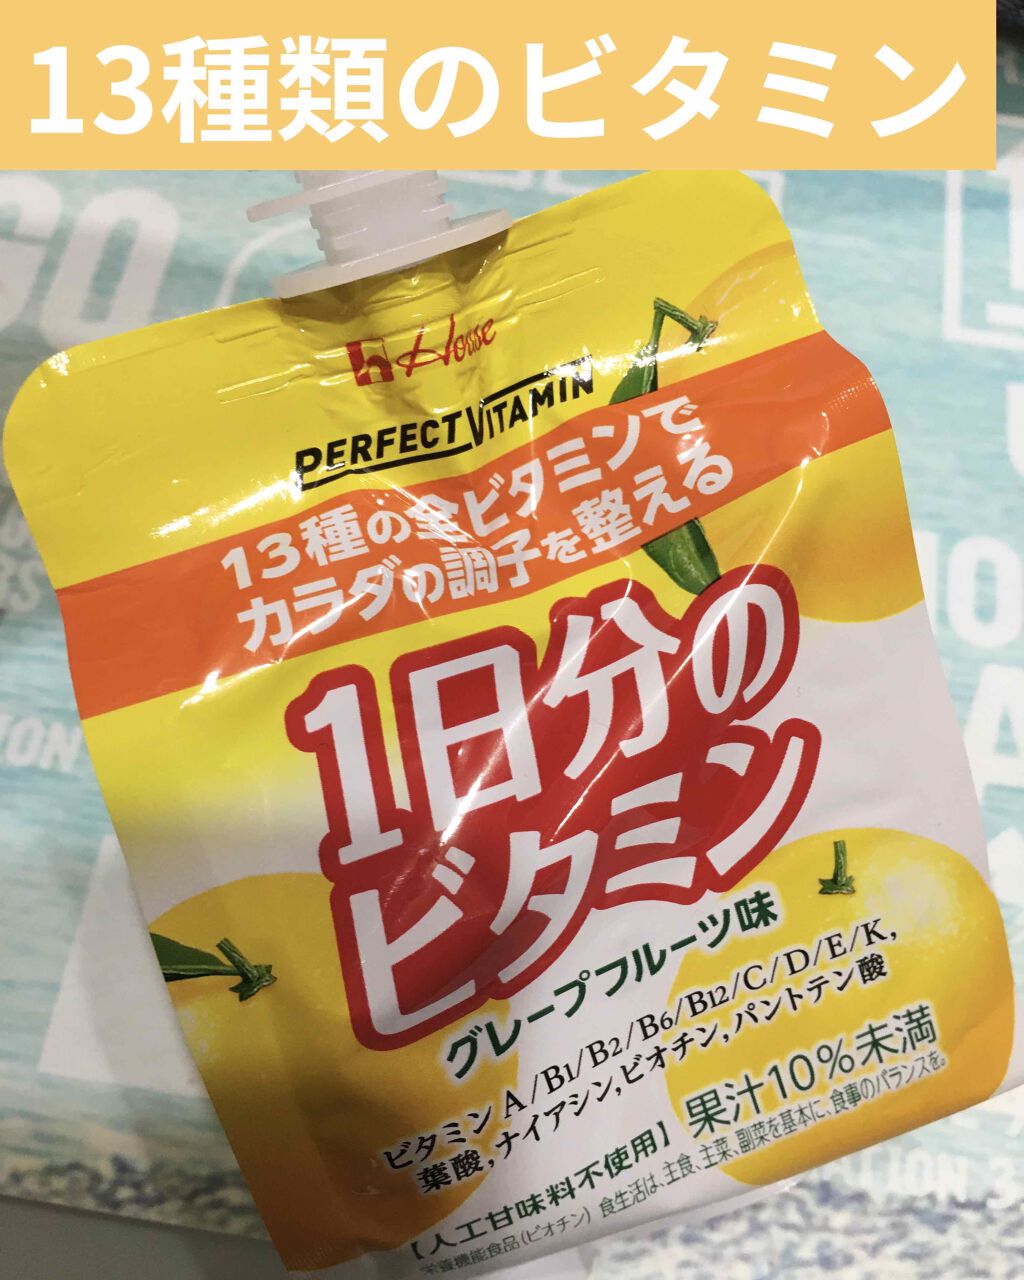 13種類のビタミン
House
PERFECT VITAMIN
13種の全ビタミンで
カラダの調子を整える
1日分の
ビタミン
グレープフルーツ味
ビタミン A/B1/B2/B6/B12/C/D/E/K,
葉酸,ナイアシン,ビオチン,パントテン酸
【人工甘味料不使用】 果汁10%未満
栄養機能食品(ビオチン) 食生活は、主食、主菜、副菜を基本に、食事のバランスを。